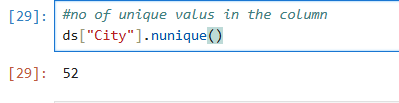 [29]: #no of unique valus in the column
ds["City"].nunique()
[29]: 52